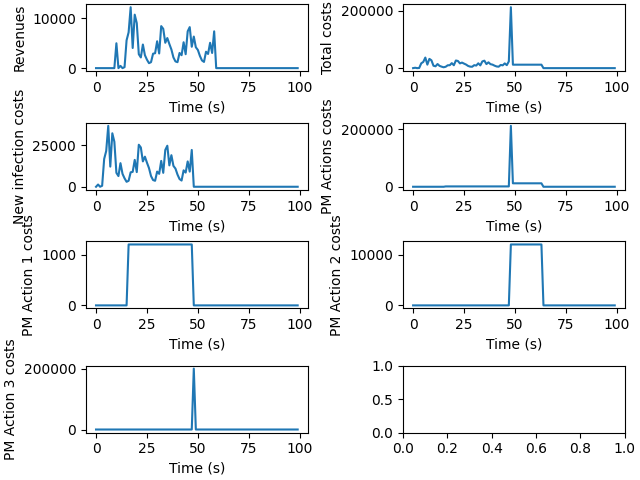 Revenues
10000
0
0 25 50 75 100
Time (s)
Total costs
200000
0
0 25 50 75 100
Time (s)
New infection costs
25000
0
0 25 50 75 100
Time (s)
PM Actions costs
200000
0
0 25 50 75 100
Time (s)
PM Action 1 costs
1000
0
0 25 50 75 100
Time (s)
PM Action 2 costs
10000
0
0 25 50 75 100
Time (s)
PM Action 3 costs
200000
0
0 25 50 75 100
Time (s)
1.0
0.5
0.0
0.0 0.2 0.4 0.6 0.8 1.0